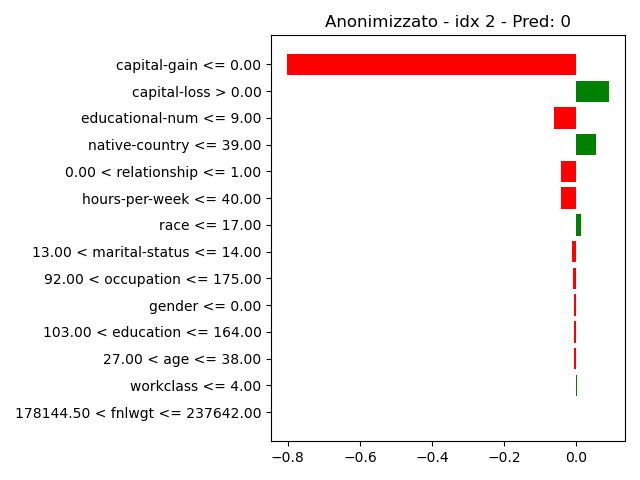 Anonimizzato - idx 2 - Pred: 0
capital-gain <= 0.00
capital-loss > 0.00
educational-num <= 9.00
native-country <= 39.00
0.00 < relationship <= 1.00
hours-per-week <= 40.00
race <= 17.00
13.00 < marital-status <= 14.00
92.00 < occupation <= 175.00
gender <= 0.00
103.00 < education <= 164.00
27.00 < age <= 38.00
workclass <= 4.00
178144.50 < fnlwgt <= 237642.00
−0.8 −0.6 −0.4 −0.2 0.0